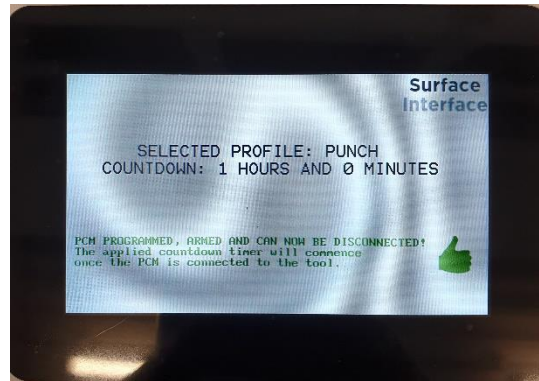 Surface
Interface
SELECTED PROFILE: PUNCH
COUNTDOWN: 1 HOURS AND 0 MINUTES
PCM PROGRAMMED, ARMED AND CAN NOW BE DISCONNECTED!
The applied countdown timer will commence
once the PCM is connected to the tool.